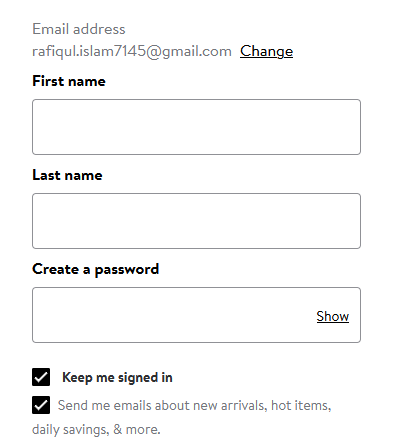 Email address
rafiqul.islam7145@gmail.com Change
First name
Last name
Create a password
Show
Keep me signed in
Send me emails about new arrivals, hot items,
daily savings, & more.